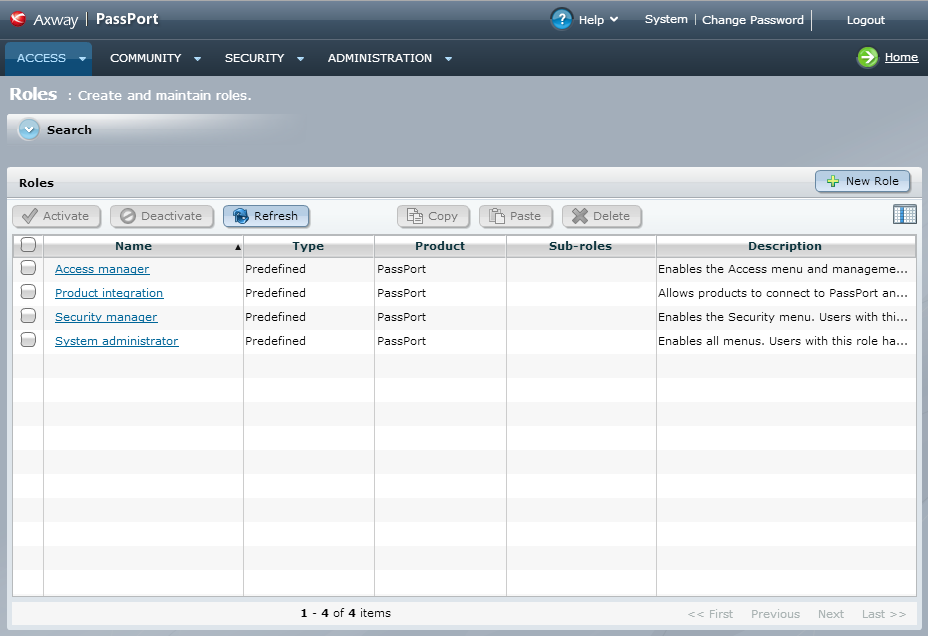 Axway | PassPort ? Help System | Change Password Logout
ACCESS COMMUNITY SECURITY ADMINISTRATION Home
Roles : Create and maintain roles.
Search
Roles New Role
Activate Deactivate Refresh Copy Paste Delete
Name Type Product Sub-roles Description
Access manager Predefined PassPort Enables the Access menu and manageme...
Product integration Predefined PassPort Allows products to connect to PassPort an...
Security manager Predefined PassPort Enables the Security menu. Users with thi...
System administrator Predefined PassPort Enables all menus. Users with this role ha...
1 - 4 of 4 items << First Previous Next Last >>